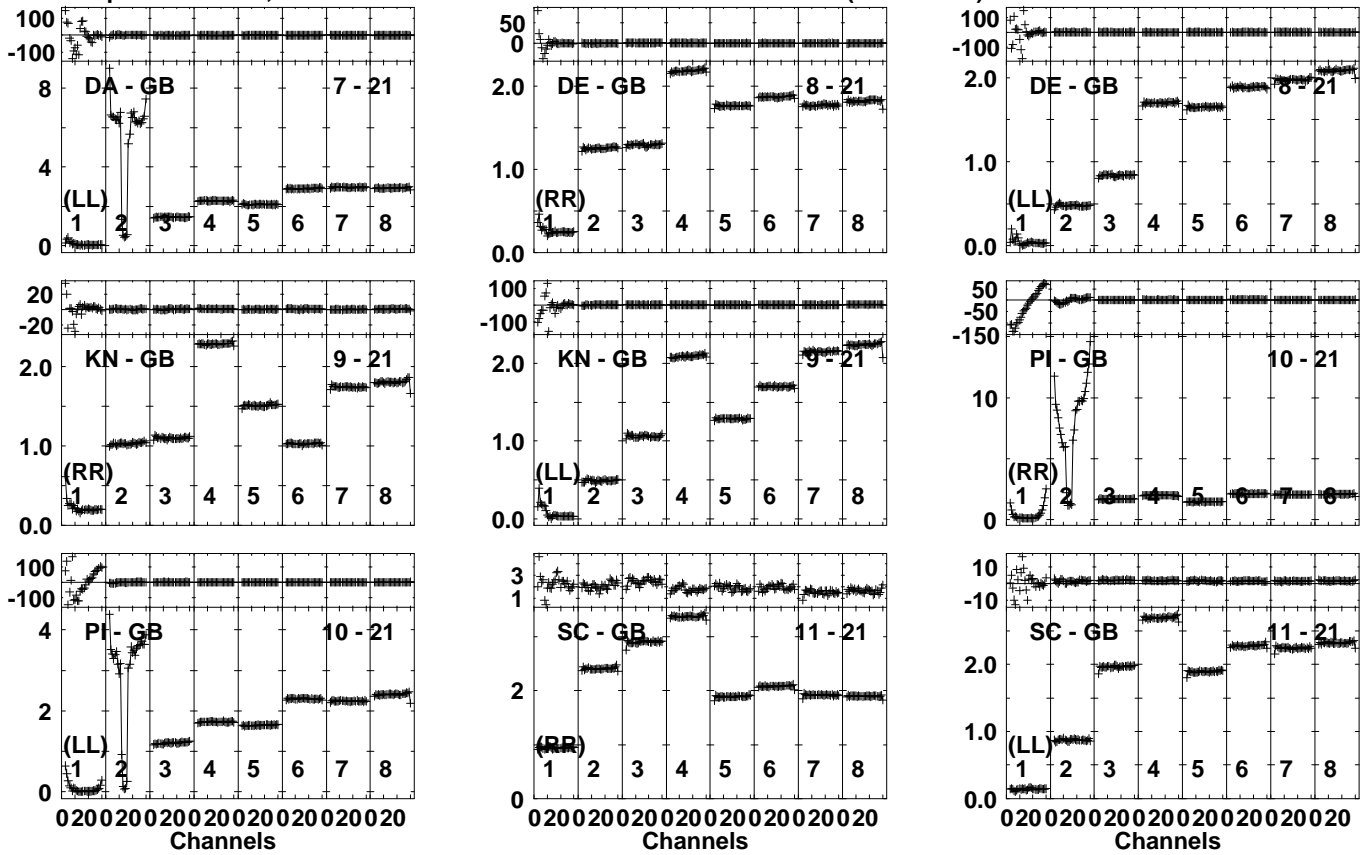 100
-100
DA - GB 7 - 21
8
4
0
(LL)
1 2 3 4 5 6 7 8
50
0
DE - GB 8 - 21
2.0
1.0
0.0
(RR)
1 2 3 4 5 6 7 8
100
-100
DE - GB 8 - 21
2.0
1.0
0.0
(LL)
1 2 3 4 5 6 7 8
20
-20
KN - GB 9 - 21
2.0
1.0
0.0
(RR)
1 2 3 4 5 6 7 8
100
-100
KN - GB 9 - 21
2.0
1.0
0.0
(LL)
1 2 3 4 5 6 7 8
50
-50
-150
PI - GB 10 - 21
10
0
(RR)
1 2 3 4 5 6 7 8
100
-100
PI - GB 10 - 21
4
2
0
(LL)
1 2 3 4 5 6 7 8
0 20 0 20 0 20 0 20 0 20 0 20 0 20 0 20
Channels
3
1
SC - GB 11 - 21
2
0
(RR)
1 2 3 4 5 6 7 8
0 20 0 20 0 20 0 20 0 20 0 20 0 20 0 20
Channels
10
-10
SC - GB 11 - 21
2.0
1.0
0.0
(LL)
1 2 3 4 5 6 7 8
0 20 0 20 0 20 0 20 0 20 0 20 0 20 0 20
Channels